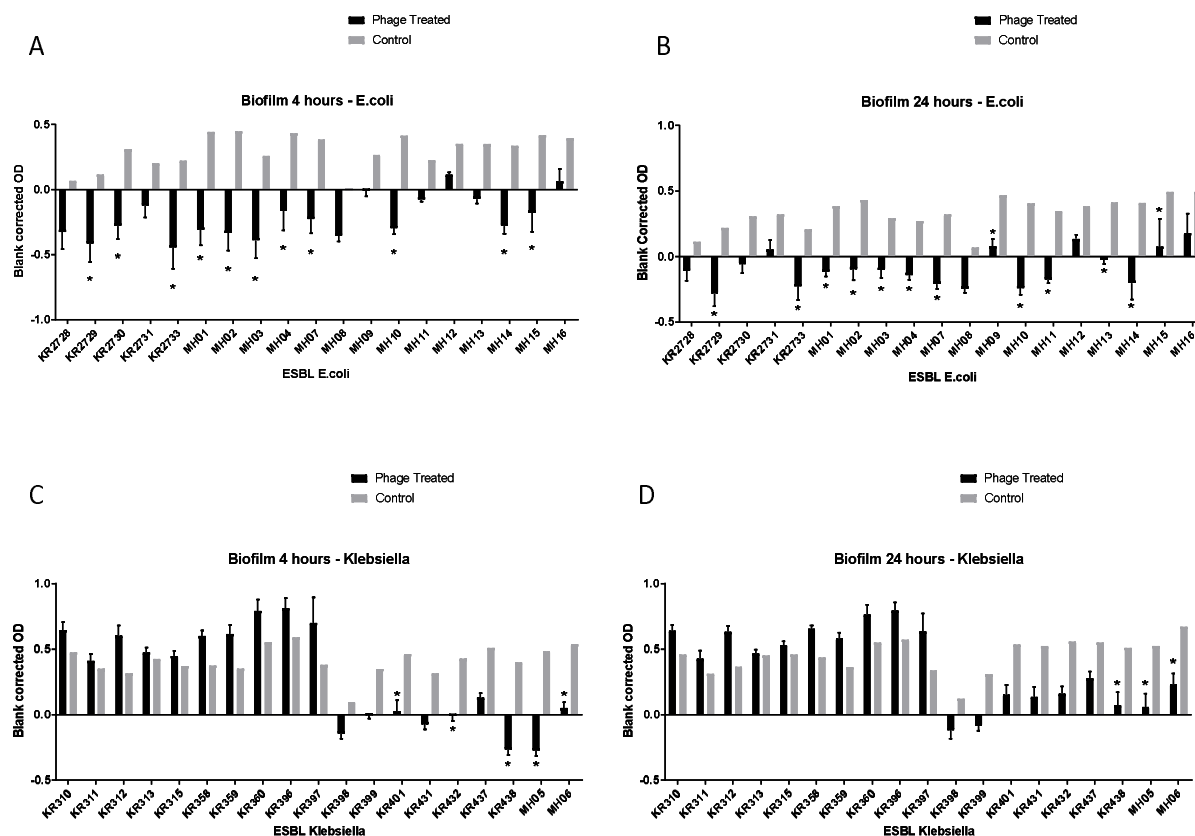 Phage Treated
Control
A
Biofilm 4 hours - E.coli
Blank corrected OD
0.5
0.0
-0.5
-1.0
* * * * * * * * * * *
KR2728 KR2729 KR2730 KR2731 KR2733 MH01 MH02 MH03 MH04 MH07 MH08 MH09 MH10 MH11 MH12 MH13 MH14 MH15 MH16
ESBL E.coli
Phage Treated
Control
B
Biofilm 24 hours - E.coli
Blank Corrected OD
1.0
0.5
0.0
-0.5
* * * * * * * * * * * * *
KR2728 KR2729 KR2730 KR2731 KR2733 MH01 MH02 MH03 MH04 MH07 MH08 MH09 MH10 MH11 MH12 MH13 MH14 MH15 MH16
ESBL E.coli
Phage Treated
Control
C
Biofilm 4 hours - Klebsiella
Blank corrected OD
1.0
0.5
0.0
-0.5
* * * * *
KR310 KR311 KR312 KR313 KR315 KR358 KR359 KR360 KR396 KR397 KR398 KR399 KR401 KR431 KR432 KR437 KR438 MH05 MH06
ESBL Klebsiella
Phage Treated
Control
D
Biofilm 24 hours - Klebsiella
Blank corrected OD
1.0
0.5
0.0
-0.5
* * *
KR310 KR311 KR312 KR313 KR315 KR358 KR359 KR360 KR396 KR397 KR398 KR399 KR401 KR431 KR432 KR437 KR438 MH05 MH06
ESBL Klebsiella